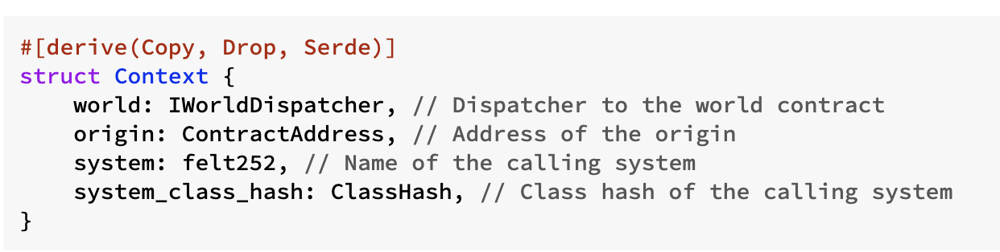 #[derive(Copy, Drop, Serde)]
struct Context {
    world: IWorldDispatcher, // Dispatcher to the world contract
    origin: ContractAddress, // Address of the origin
    system: felt252, // Name of the calling system
    system_class_hash: ClassHash, // Class hash of the calling system
}